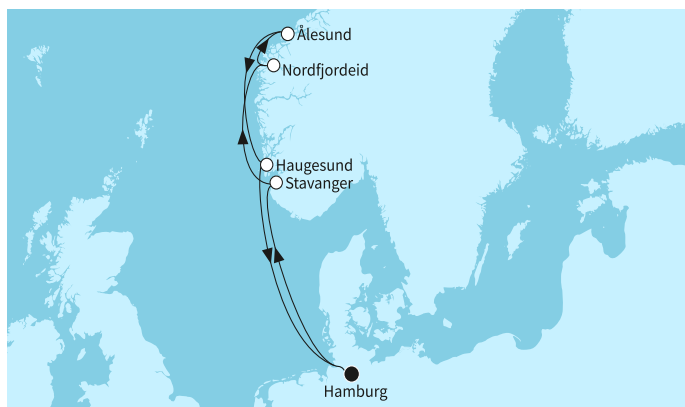 Ålesund
Nordfjordeid
Haugesund
Stavanger
Hamburg